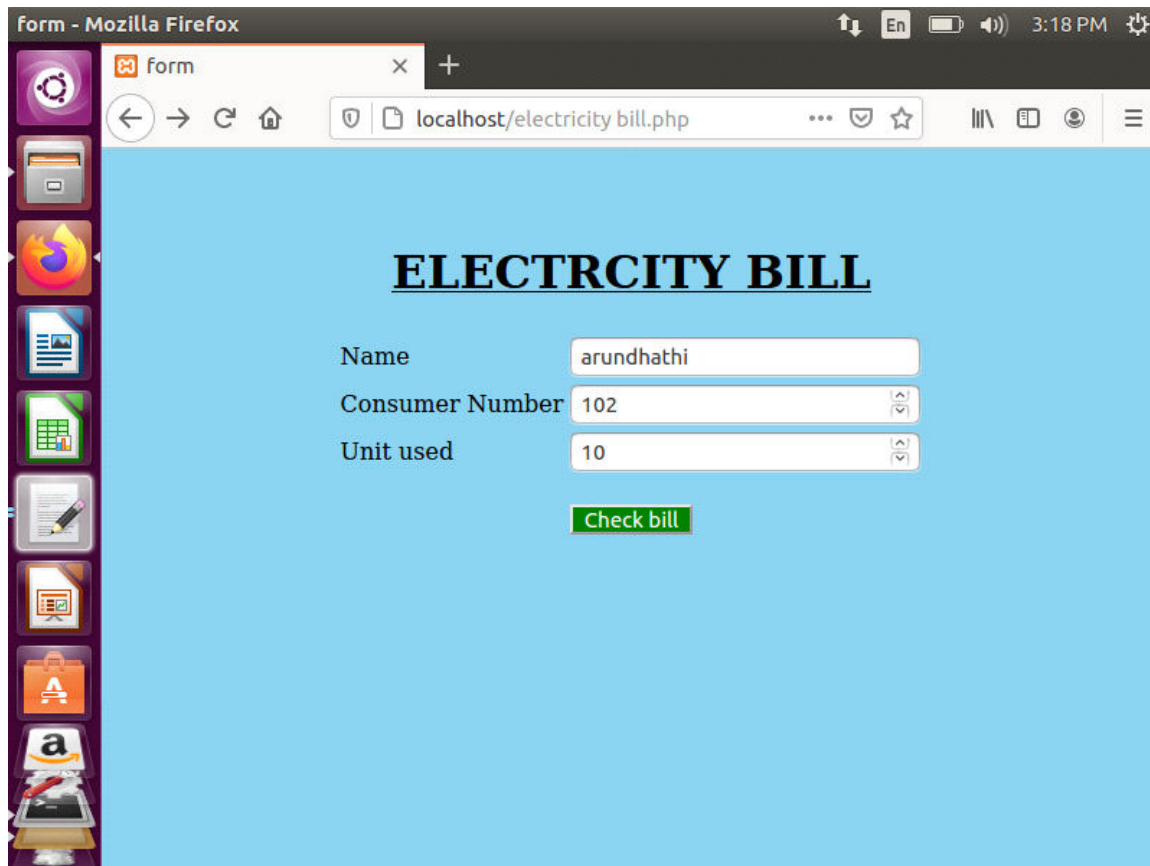 form - Mozilla Firefox
En
3:18 PM
form
localhost/electricity bill.php
ELECTRCITY BILL
Name
arundhathi
Consumer Number
102
Unit used
10
Check bill